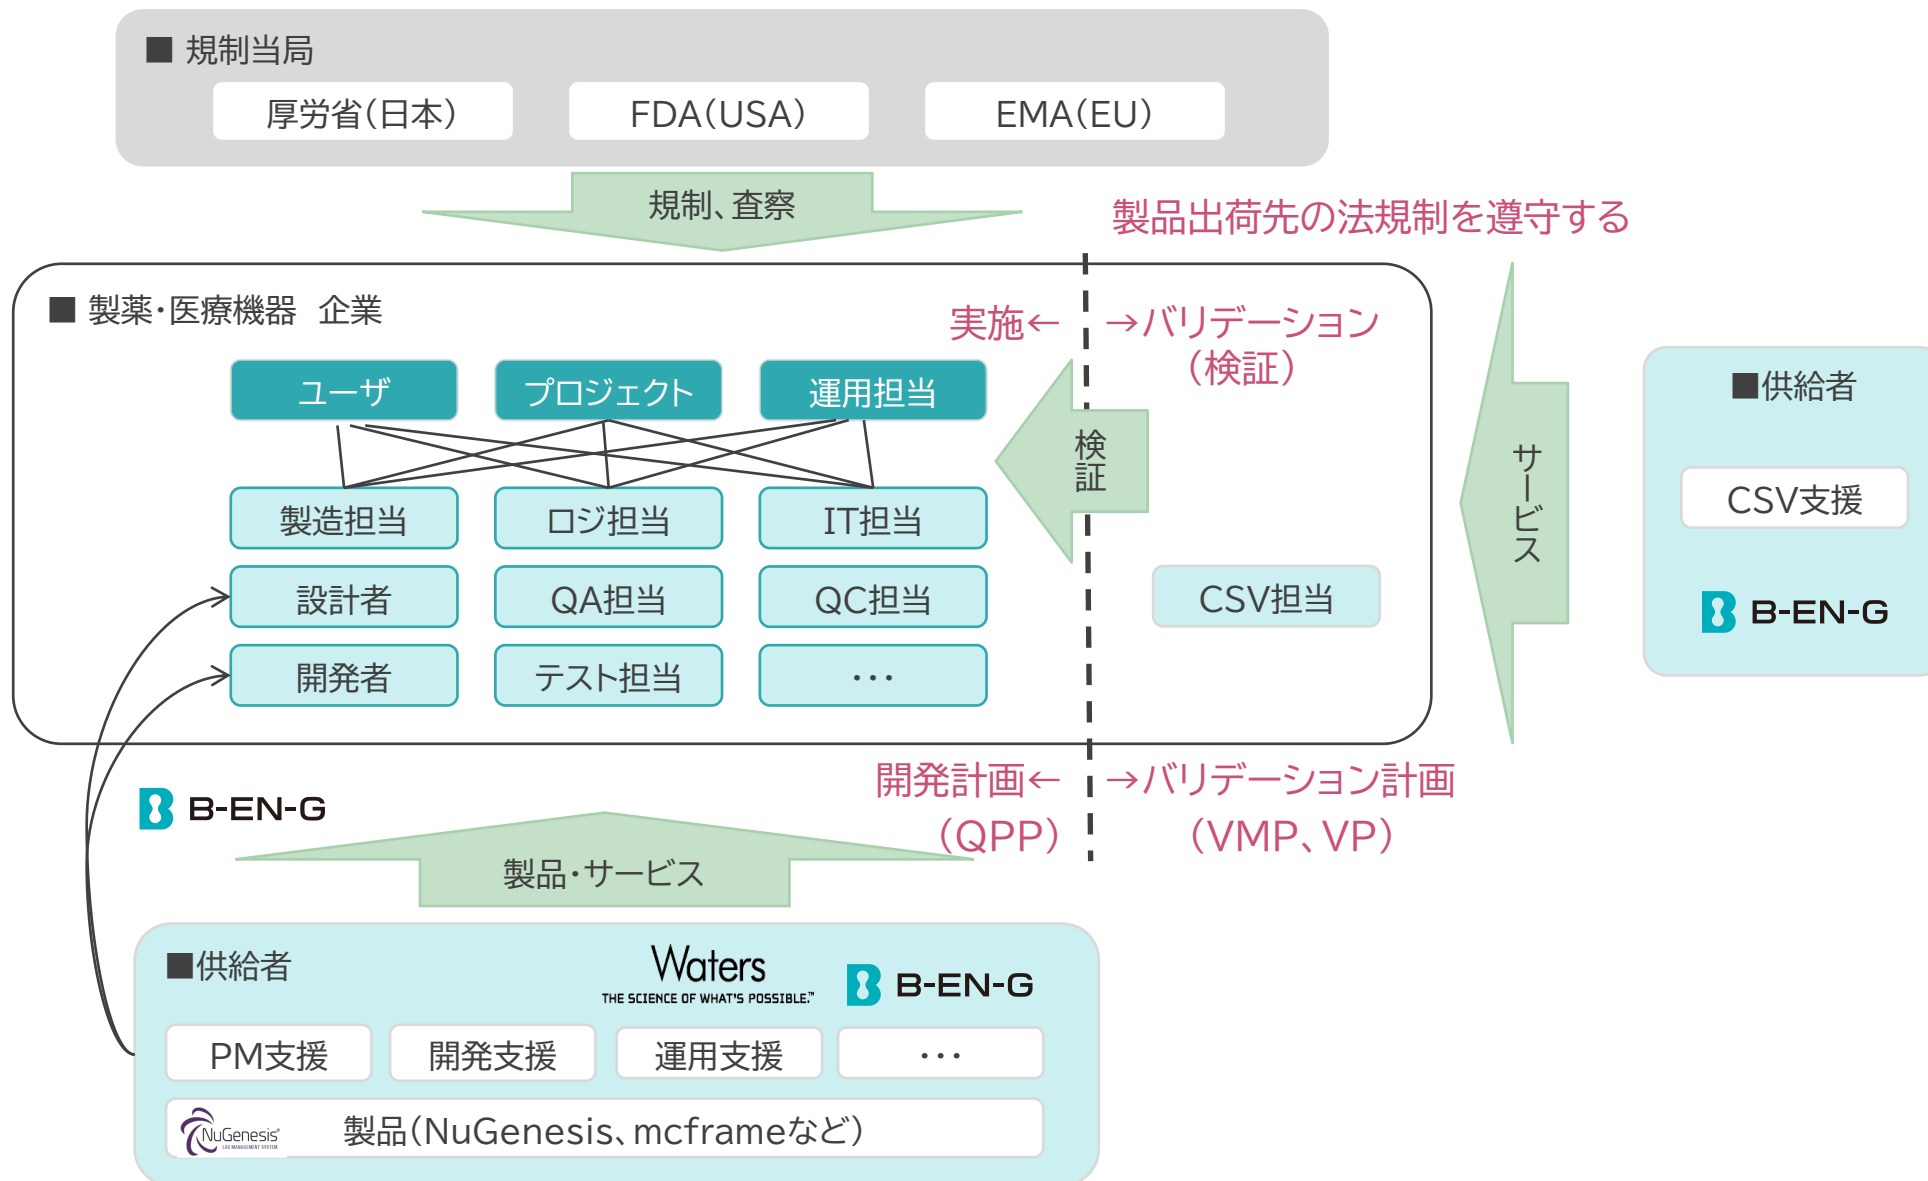 ■ 規制当局
厚労省(日本)
FDA(USA)
EMA(EU)
規制、査察
製品出荷先の法規制を遵守する
■ 製薬・医療機器　企業
実施←
→バリデーション
(検証)
ユーザ
プロジェクト
運用担当
検証
製造担当
ロジ担当
IT担当
設計者
QA担当
QC担当
CSV担当
開発者
テスト担当
・・・
サービス
■供給者
CSV支援
B-EN-G
開発計画←
(QPP)
→バリデーション計画
(VMP、VP)
B-EN-G
製品・サービス
■供給者
Waters
THE SCIENCE OF WHAT'S POSSIBLE.™
B-EN-G
PM支援
開発支援
運用支援
・・・
NuGenesis®
LAB MANAGEMENT SYSTEM
製品(NuGenesis、mcframeなど)